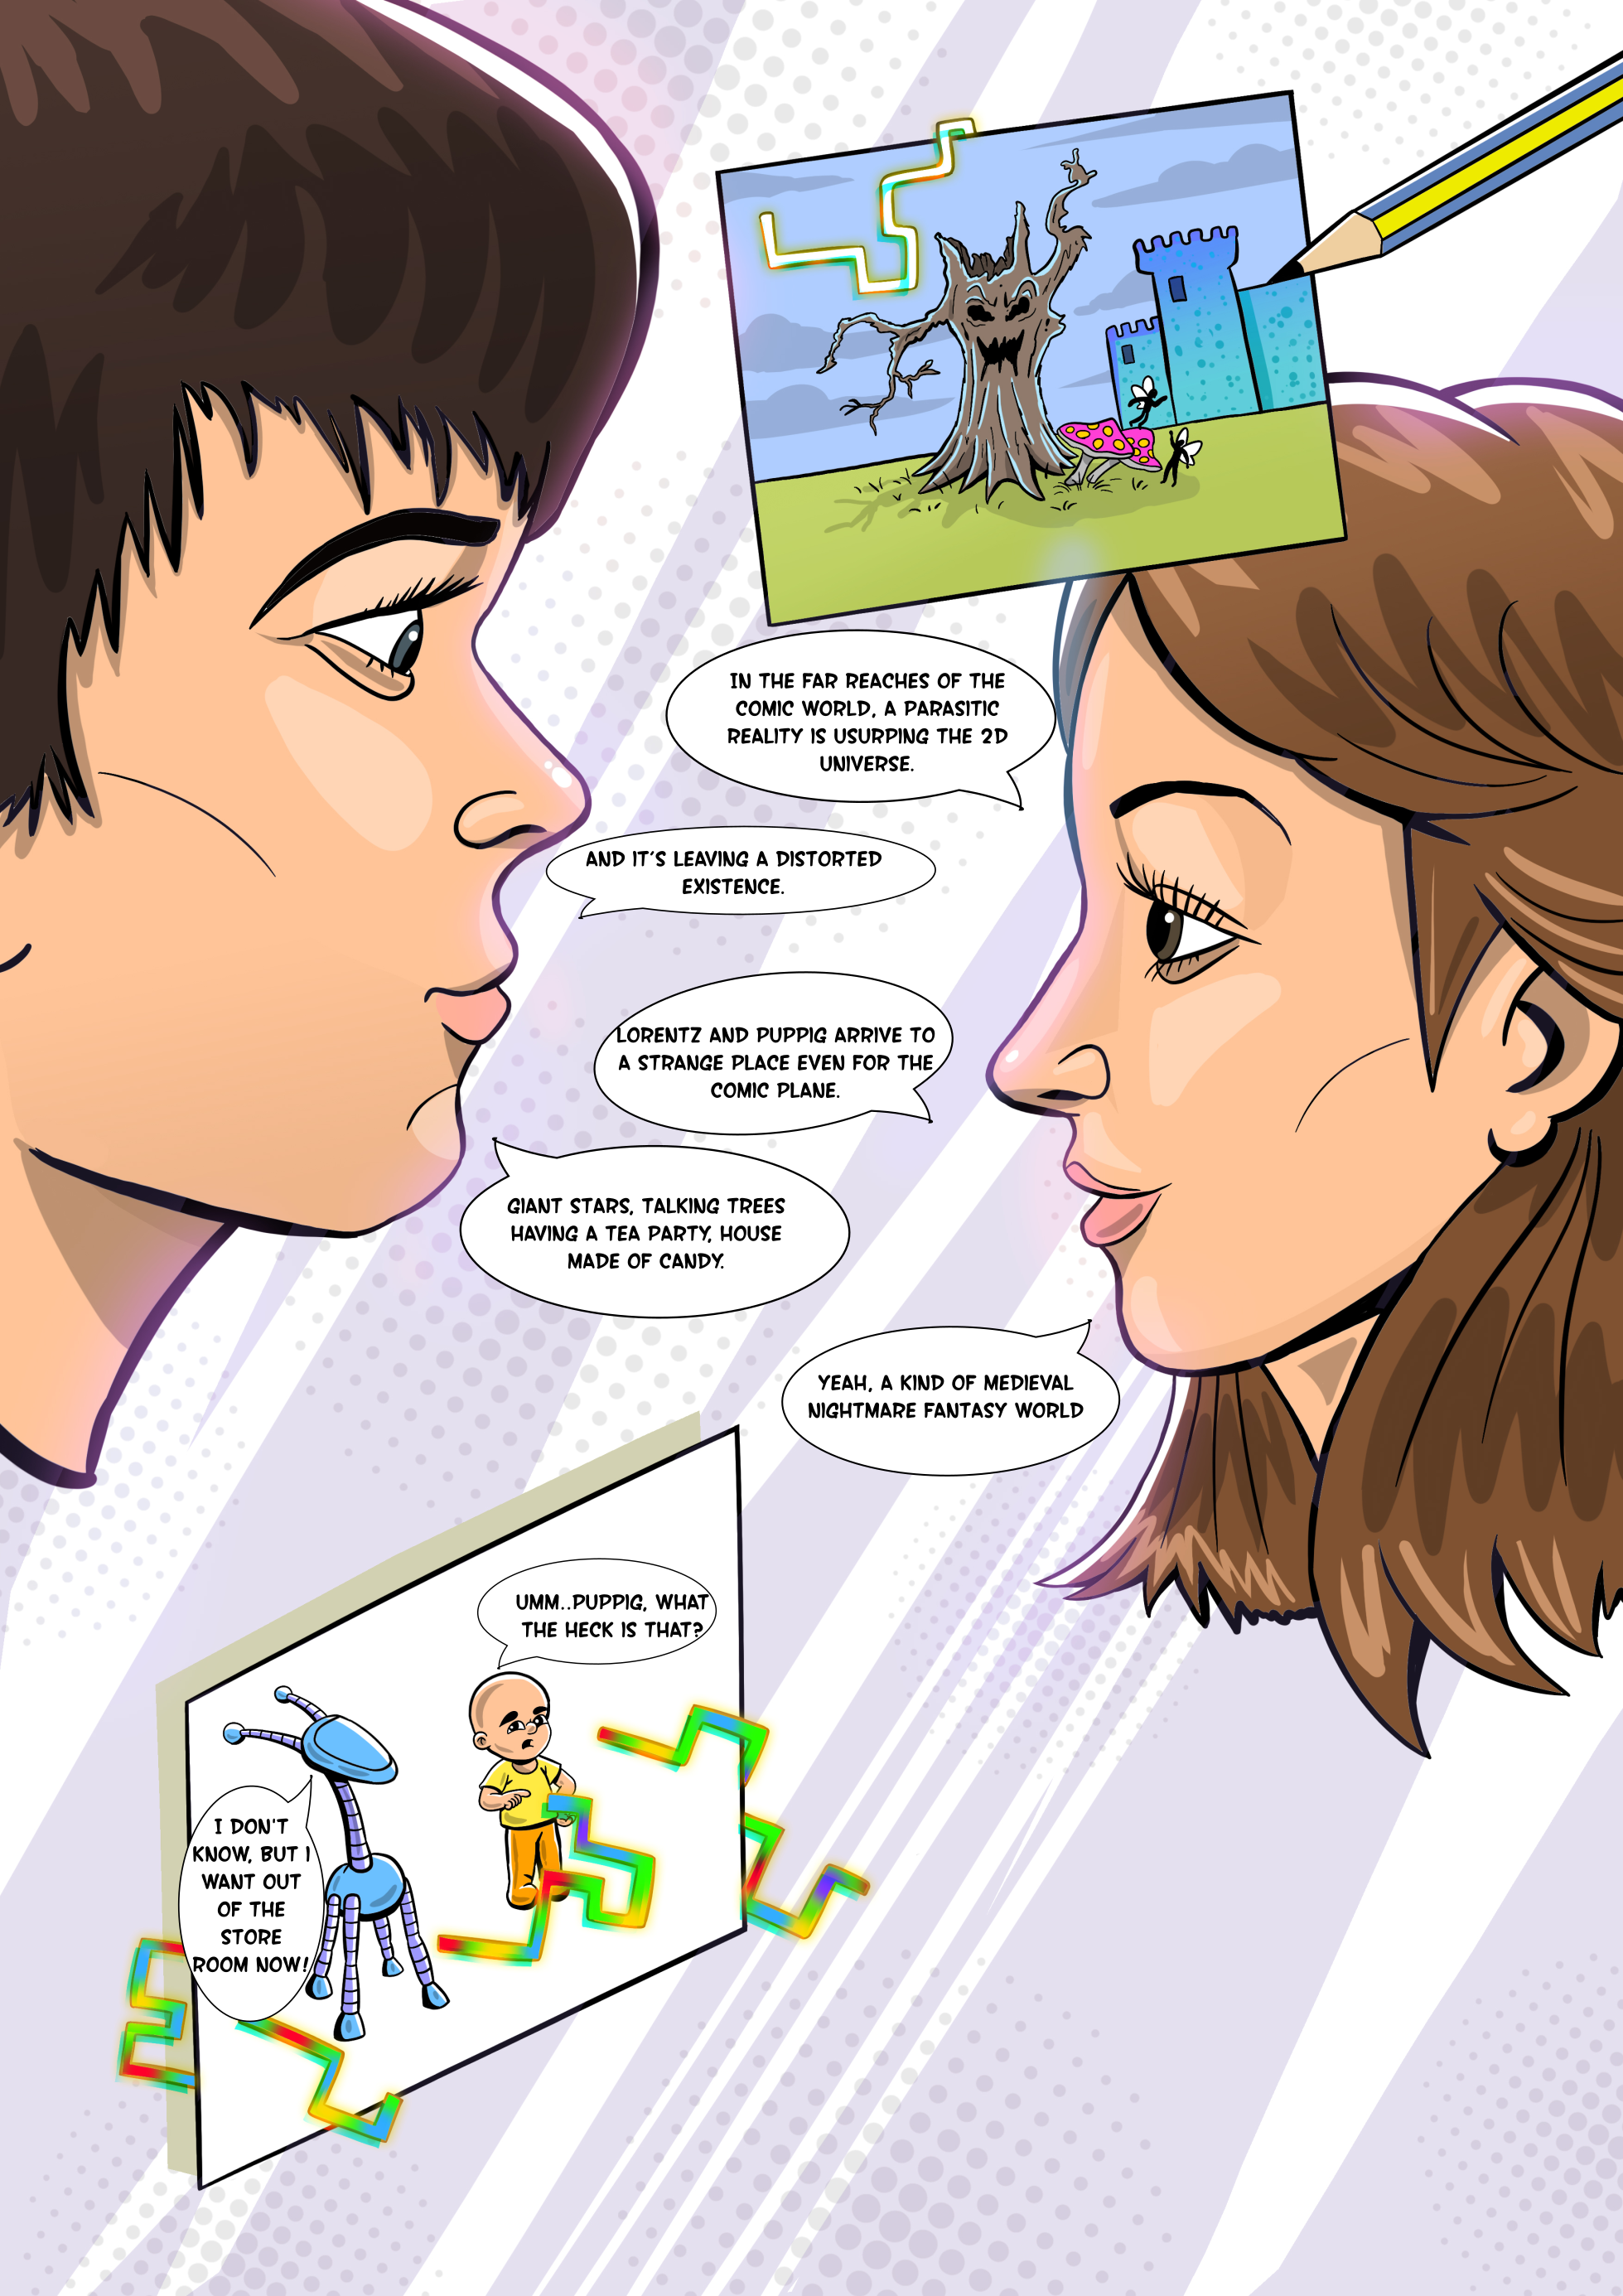 IN THE FAR REACHES OF THE
COMIC WORLD, A PARASITIC
REALITY IS USURPING THE 2D
UNIVERSE.
AND IT'S LEAVING A DISTORTED
EXISTENCE.
LORENTZ AND PUPPIG ARRIVE TO
A STRANGE PLACE EVEN FOR THE
COMIC PLANE.
GIANT STARS, TALKING TREES
HAVING A TEA PARTY, HOUSE
MADE OF CANDY.
YEAH, A KIND OF MEDIEVAL
NIGHTMARE FANTASY WORLD
UMM..PUPPIG, WHAT
THE HECK IS THAT?
I DON'T
KNOW, BUT I
WANT OUT
OF THE
STORE
ROOM NOW!